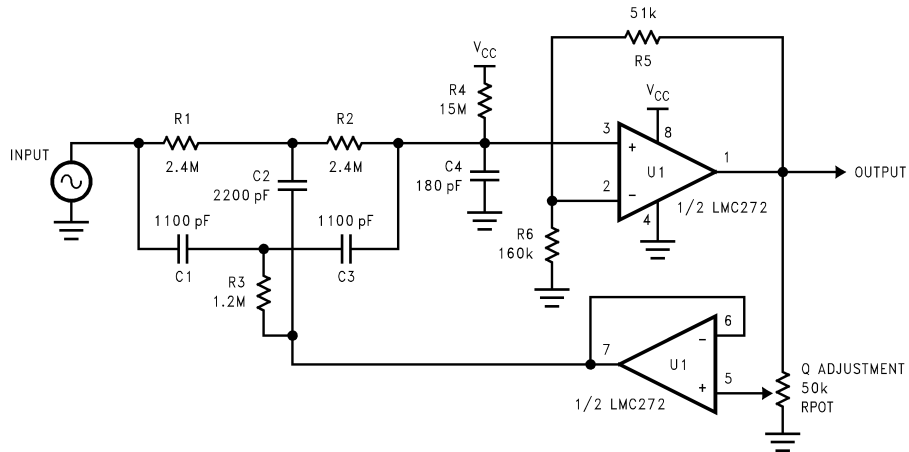 51k
R5
VCC
R4
15M
VCC
R1
2.4M
R2
2.4M
3
8
+
U1
1
INPUT
C2
2200 pF
C4
180 pF
2
−
4
OUTPUT
1/2 LMC272
1100 pF
1100 pF
C1
C3
R6
160k
R3
1.2M
7
6
−
U1
5
+
1/2 LMC272
Q ADJUSTMENT
50k
RPOT